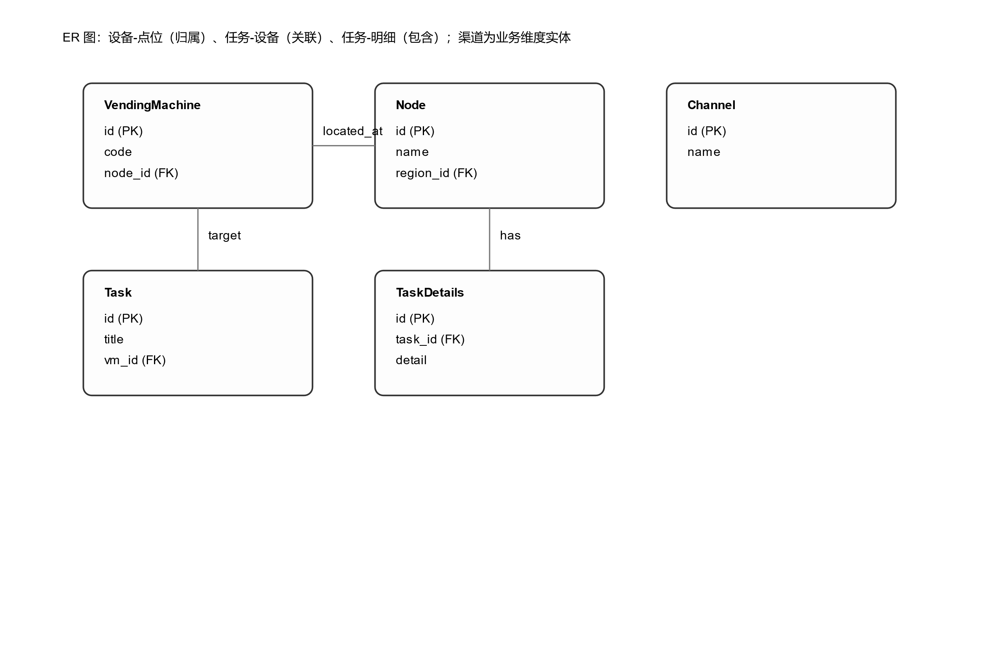 ER 图：设备-点位（归属）、任务-设备（关联）、任务-明细（包含）；渠道为业务维度实体
VendingMachine
id (PK)
code
node_id (FK)
located_at
Node
id (PK)
name
region_id (FK)
Channel
id (PK)
name
target
has
Task
id (PK)
title
vm_id (FK)
TaskDetails
id (PK)
task_id (FK)
detail